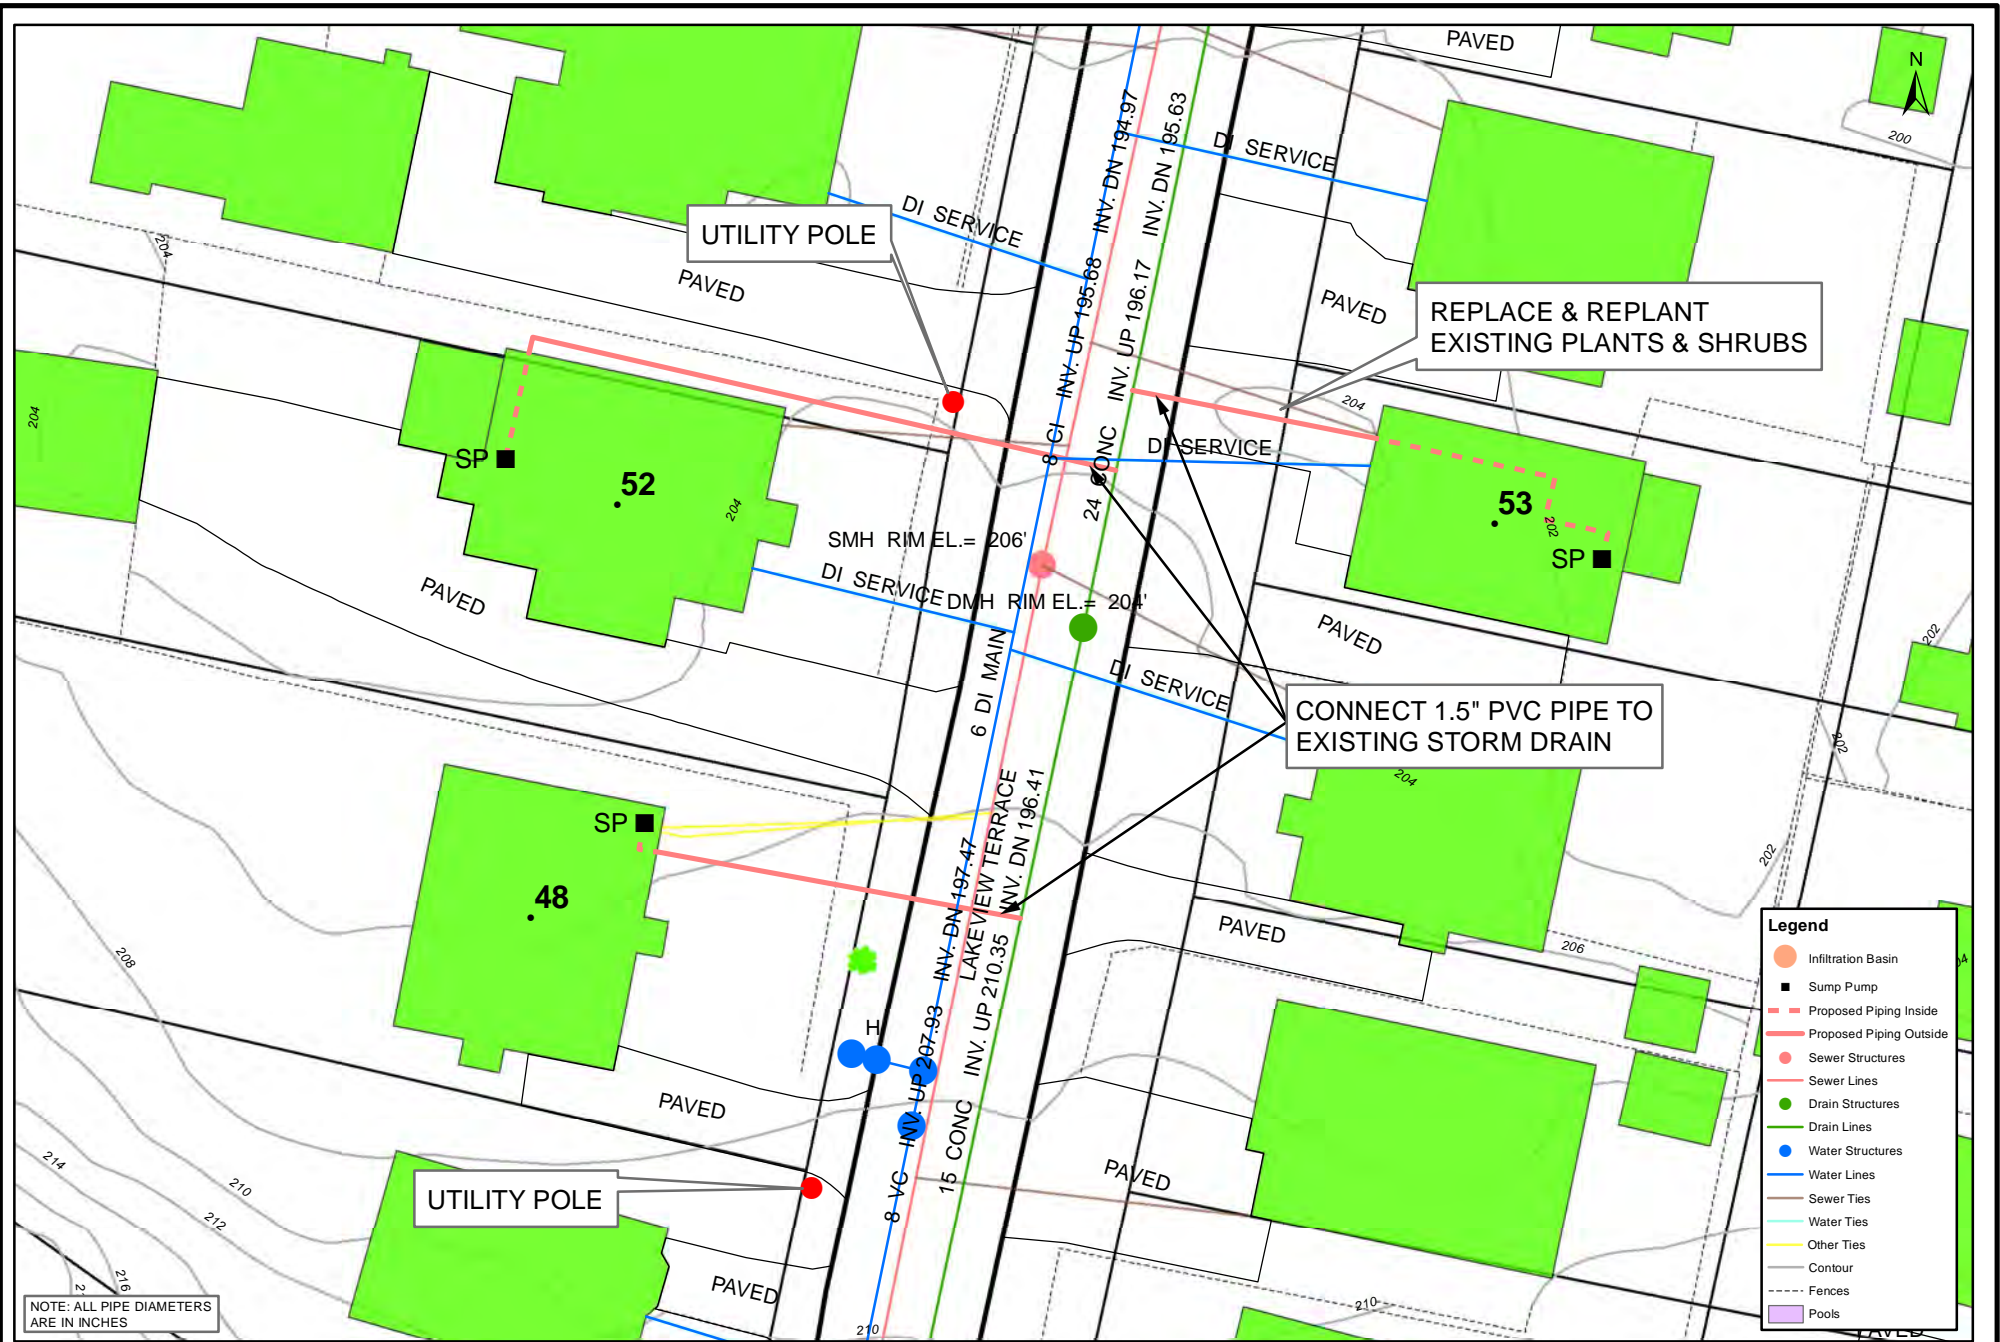 PAVED
N
200
INV. DN 194.97
INV. DN 195.63
DI SERVICE
DI SERVICE
UTILITY POLE
204
PAVED
INV. UP 195.68
INV. UP 196.17
PAVED
REPLACE & REPLANT
EXISTING PLANTS & SHRUBS
204
204
8 CI
24 CONC
DI SERVICE
SP
52
204
53
202
SP
SMH RIM EL.= 206'
DI SERVICE
DMH RIM EL.= 204'
PAVED
PAVED
202
6 DI MAIN
DI SERVICE
CONNECT 1.5" PVC PIPE TO
EXISTING STORM DRAIN
202
204
LAKEVIEW TERRACE
INV. DN 196.41
SP
INV. DN 197.47
202
48
PAVED
206
208
INV. UP 210.35
INV. UP 207.93
H
PAVED
15 CONC
8 VC
PAVED
UTILITY POLE
214
210
212
216
PAVED
210
210
NOTE: ALL PIPE DIAMETERS
ARE IN INCHES
Legend
Infiltration Basin
Sump Pump
Proposed Piping Inside
Proposed Piping Outside
Sewer Structures
Sewer Lines
Drain Structures
Drain Lines
Water Structures
Water Lines
Sewer Ties
Water Ties
Other Ties
Contour
Fences
Pools
PAVED